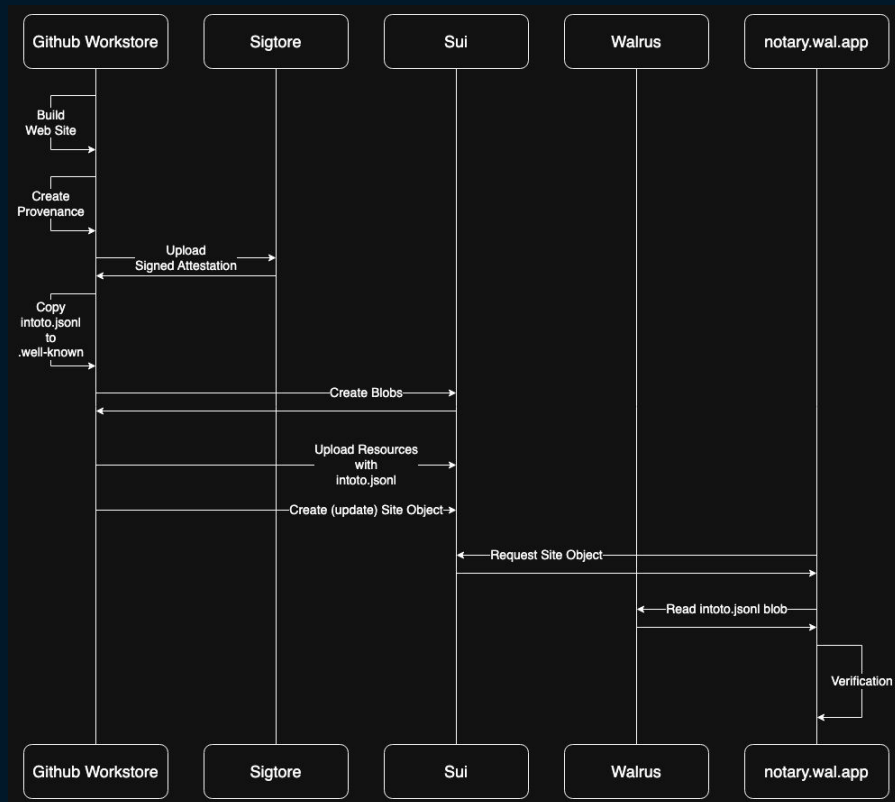 Github Workstore
Sigtore
Sui
Walrus
notary.wal.app
Build
Web Site
Create
Provenance
Upload
Signed Attestation
Copy
intoto.jsonl
to
.well-known
Create Blobs
Upload Resources
with
intoto.jsonl
Create (update) Site Object
Request Site Object
Read intoto.jsonl blob
Verification
Github Workstore
Sigtore
Sui
Walrus
notary.wal.app